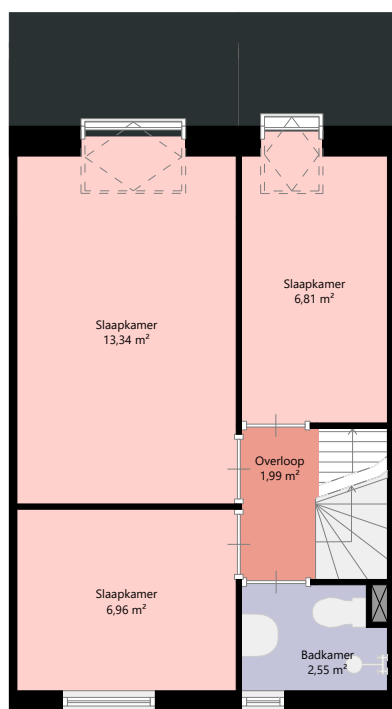 Slaapkamer
6,81 m²
Slaapkamer
13,34 m²
Overloop
1,99 m²
Slaapkamer
6,96 m²
Badkamer
2,55 m²